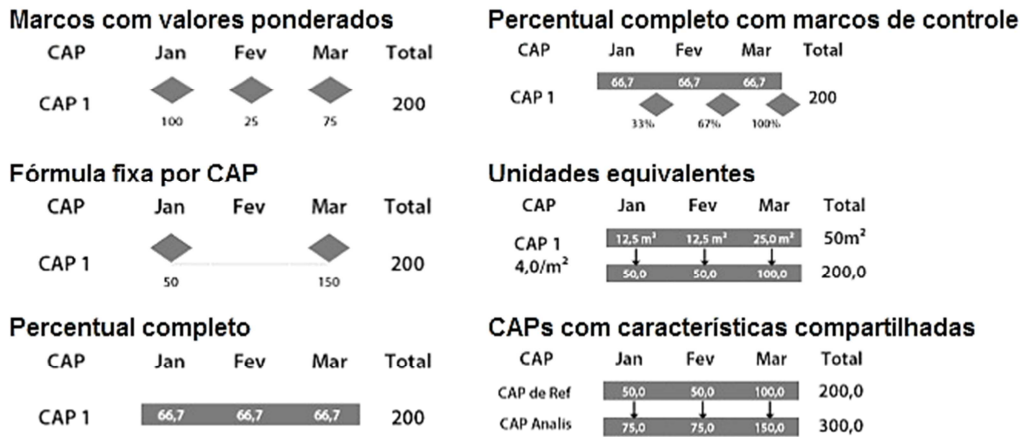 Marcos com valores ponderados
CAP Jan Fev Mar Total
CAP 1 200
100 25 75
Fórmula fixa por CAP
CAP Jan Fev Mar Total
CAP 1 200
50 150
Percentual completo
CAP Jan Fev Mar Total
CAP 1 66,7 66,7 66,7 200
Percentual completo com marcos de controle
CAP Jan Fev Mar Total
66,7 66,7 66,7
CAP 1 200
33% 67% 100%
Unidades equivalentes
CAP Jan Fev Mar Total
CAP 1 12,5 m² 12,5 m² 25,0 m² 50m²
4,0/m² 50,0 50,0 100,0 200,0
CAPs com características compartilhadas
CAP Jan Fev Mar Total
CAP de Ref 50,0 50,0 100,0 200,0
CAP Analis 75,0 75,0 150,0 300,0